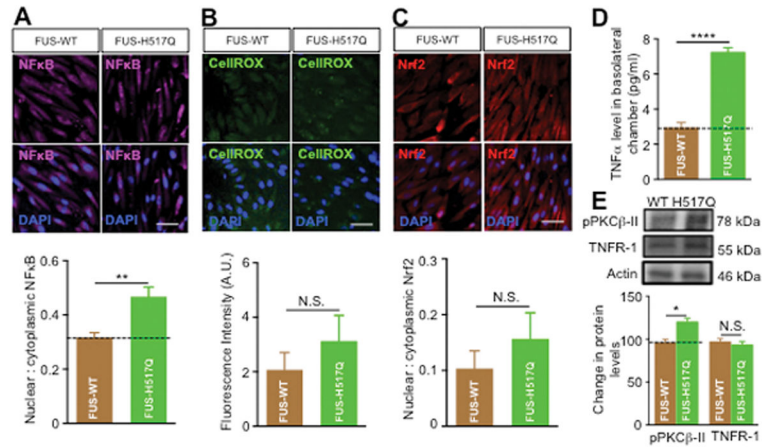 A
FUS-WT FUS-H517Q
NFκB NFκB
NFκB NFκB
DAPI
Nuclear : cytoplasmic NFκB
0.6
0.4
0.2
0
**
FUS-WT
FUS-H517Q
B
FUS-WT FUS-H517Q
CellROX CellROX
CellROX CellROX
DAPI DAPI
Fluorescence Intensity (A.U.)
6
4
2
0
N.S.
FUS-WT
FUS-H517Q
C
FUS-WT FUS-H517Q
Nrf2 Nrf2
Nrf2 Nrf2
DAPI DAPI
Nuclear : cytoplasmic Nrf2
0.3
0.2
0.1
0
N.S.
FUS-WT
FUS-H517Q
D
TNFα level in basolateral
chamber (pg/ml)
8
6
4
2
0
****
FUS-WT
FUS-H517Q
E
WT H517Q
pPKCβ-II 78 kDa
TNFR-1 55 kDa
Actin 46 kDa
Change in protein
levels
150
100
50
0
*
N.S.
FUS-WT
FUS-H517Q
FUS-WT
FUS-H517Q
pPKCβ-II TNFR-1